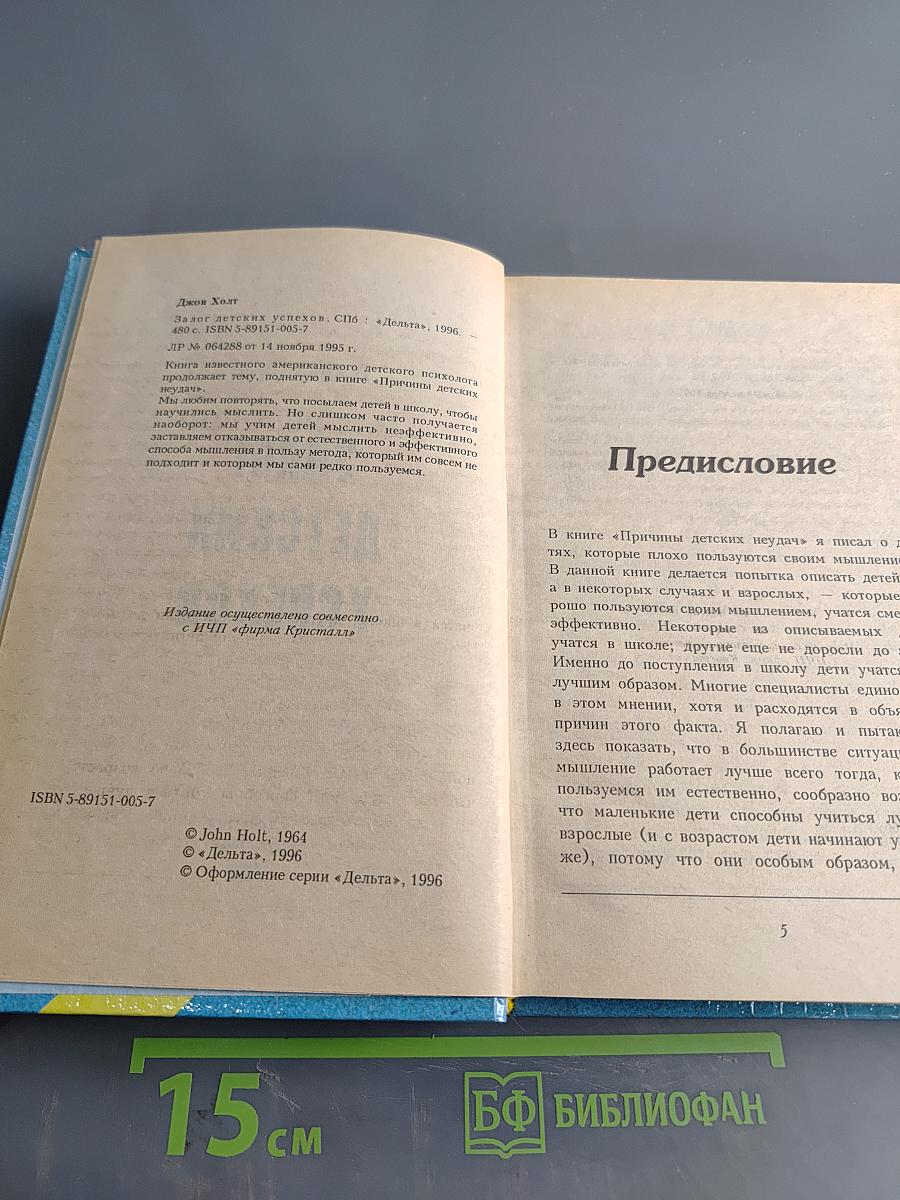 Джон Холт
Залог детских успехов. СПб : «Дельта», 1996. —
480 с. ISBN 5-89151-005-7
ЛР № 064288 от 14 ноября 1995 г.
Книга известного американского детского психолога
продолжает тему, поднятую в книге «Причины детских
неудач».
Мы любим повторять, что посылаем детей в школу, чтобы
научились мыслить. Но слишком часто получается
наоборот: мы учим детей мыслить неэффективно,
заставляем отказываться от естественного и эффективного
способа мышления в пользу метода, который им совсем не
подходит и которым мы сами редко пользуемся.
Издание осуществлено совместно
с ИЧП «фирма Кристалл»
ISBN 5-89151-005-7
© John Holt, 1964
© «Дельта», 1996
© Оформление серии «Дельта», 1996
Предисловие
В книге «Причины детских неудач» я писал о д
тях, которые плохо пользуются своим мышление
В данной книге делается попытка описать детей
а в некоторых случаях и взрослых, — которые
рошо пользуются своим мышлением, учатся сме
эффективно. Некоторые из описываемых
учатся в школе; другие еще не доросли до
Именно до поступления в школу дети учатся
лучшим образом. Многие специалисты едино
в этом мнении, хотя и расходятся в объя
причин этого факта. Я полагаю и пытаю
здесь показать, что в большинстве ситуаци
мышление работает лучше всего тогда, к
пользуемся им естественно, сообразно воз
что маленькие дети способны учиться лу
взрослые (и с возрастом дети начинают у
же), потому что они особым образом,
5
15 см
БФ БИБЛИОФАН